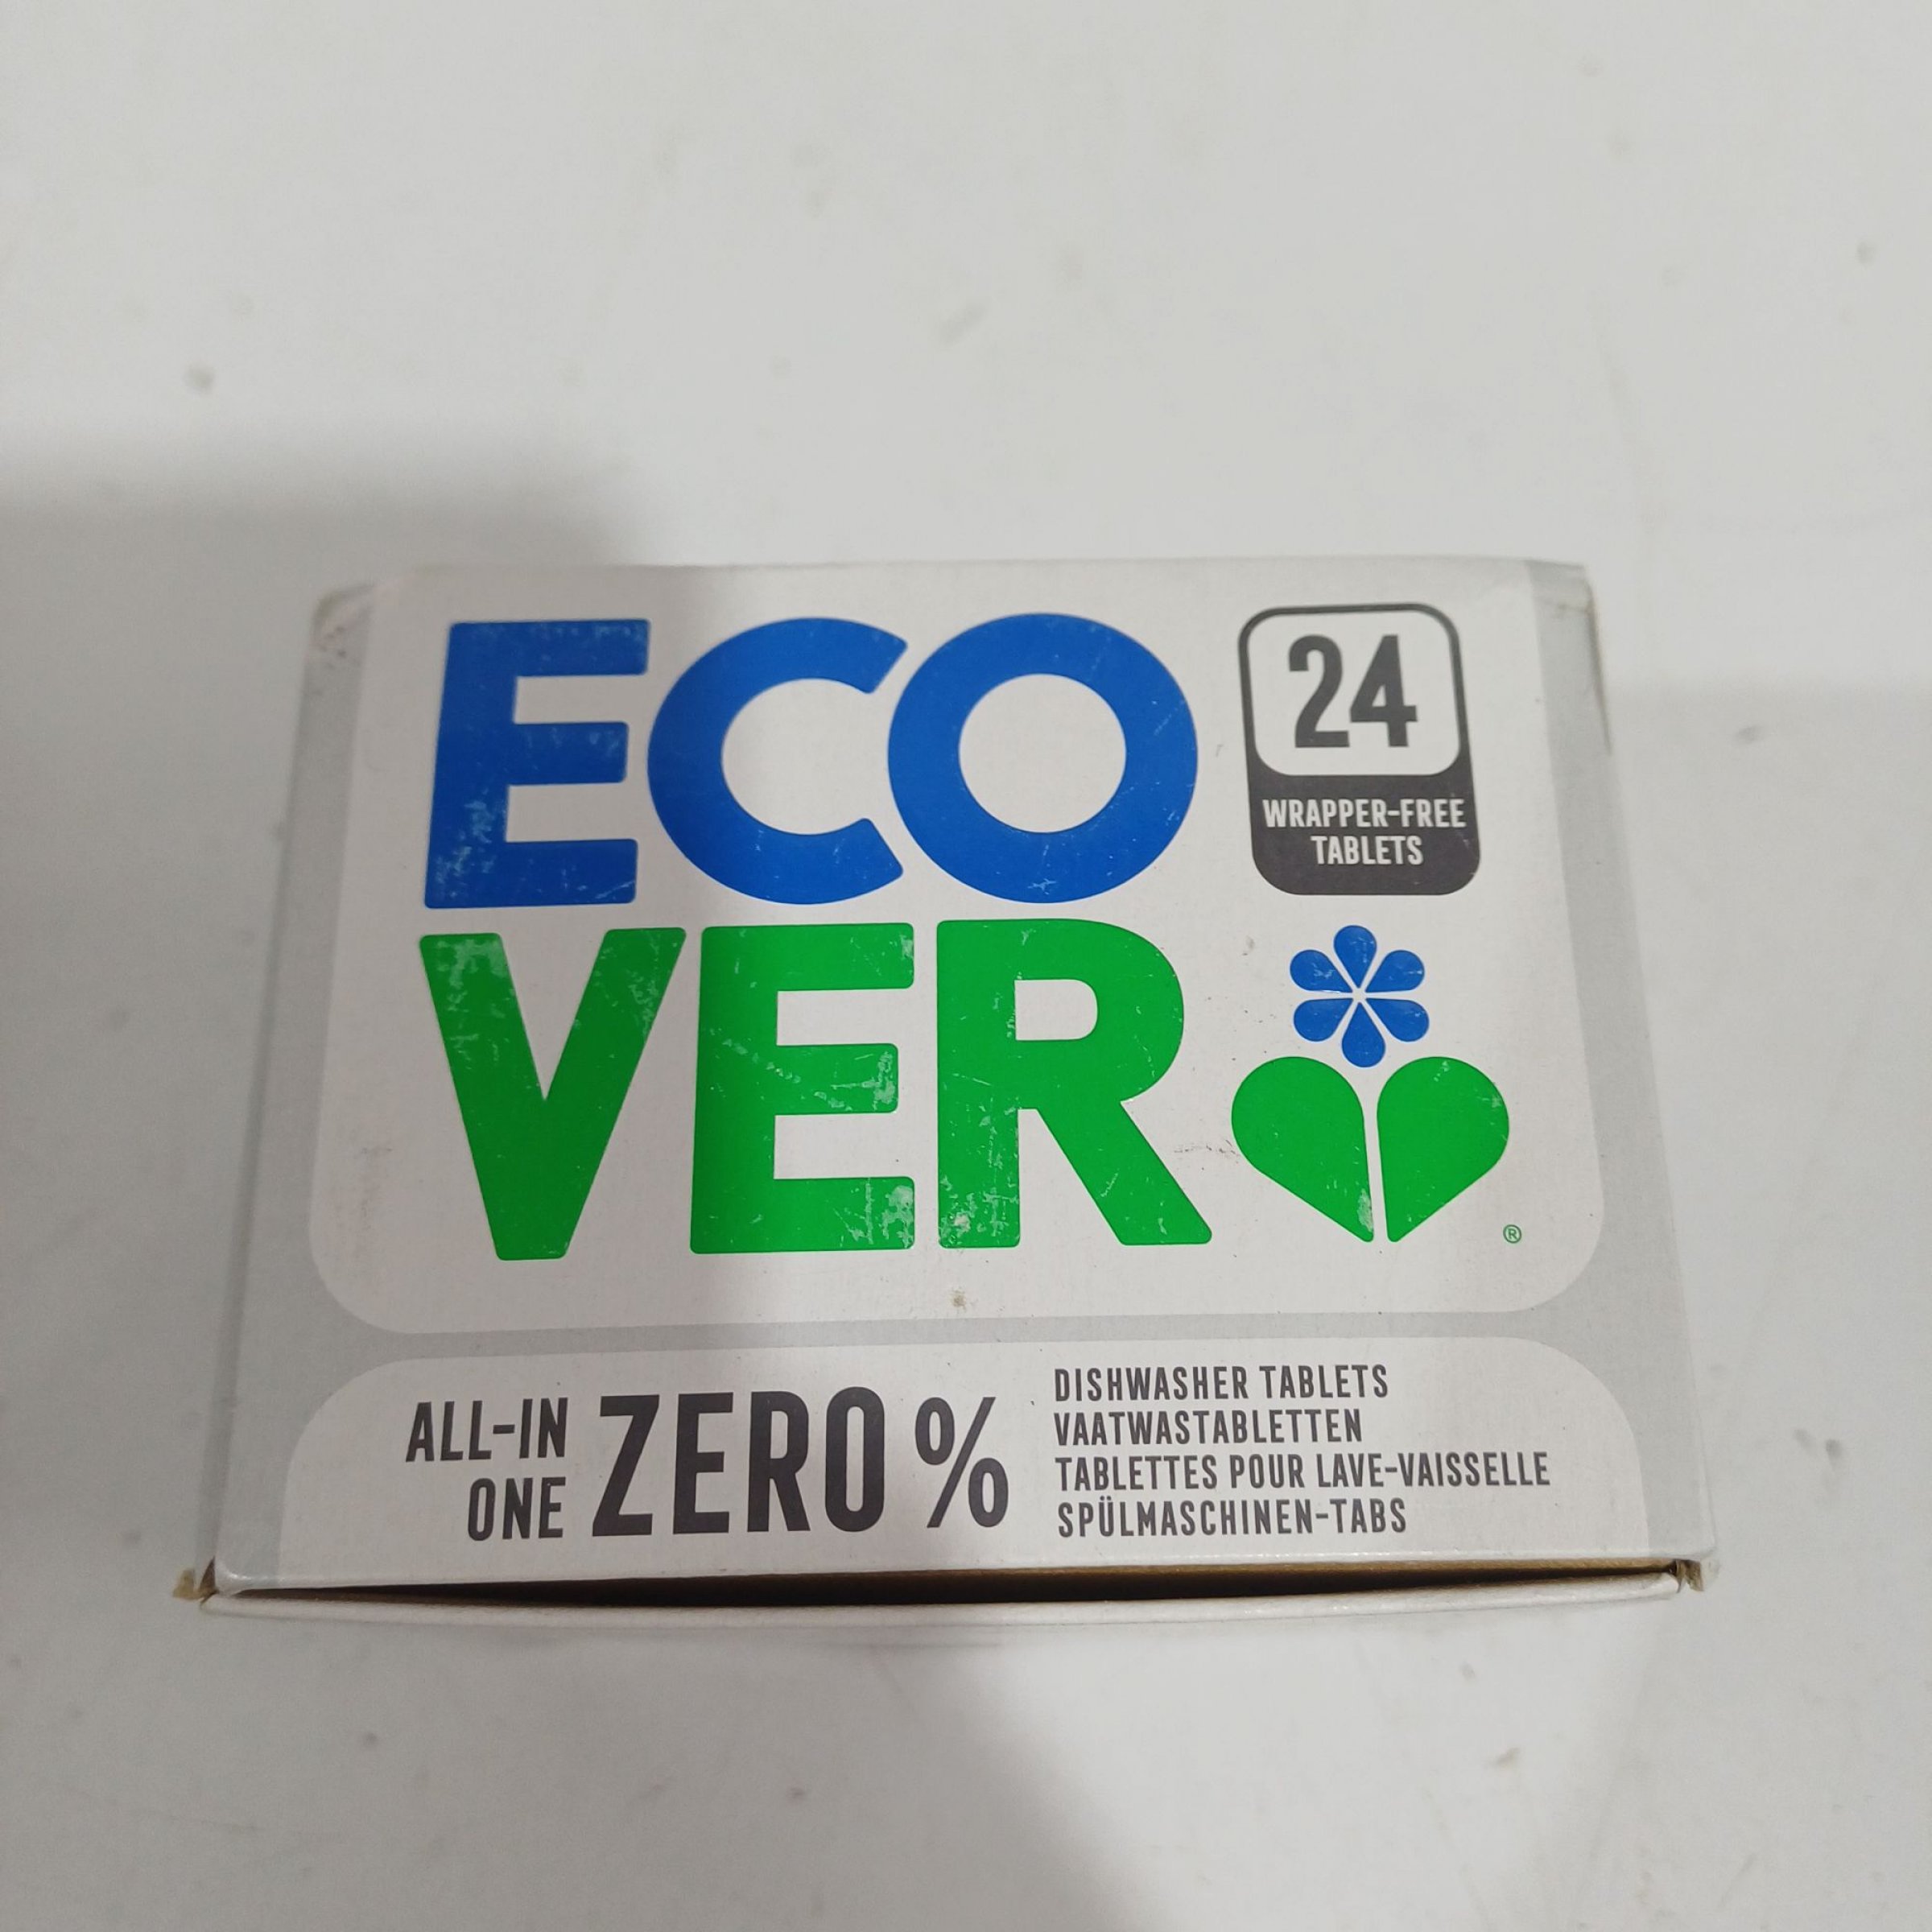 ECO
VER
24
WRAPPER-FREE
TABLETS
®
ALL-IN
ONE
ZERO %
DISHWASHER TABLETS
VAATWASTABLETTEN
TABLETTES POUR LAVE-VAISSELLE
SPÜLMASCHINEN-TABS